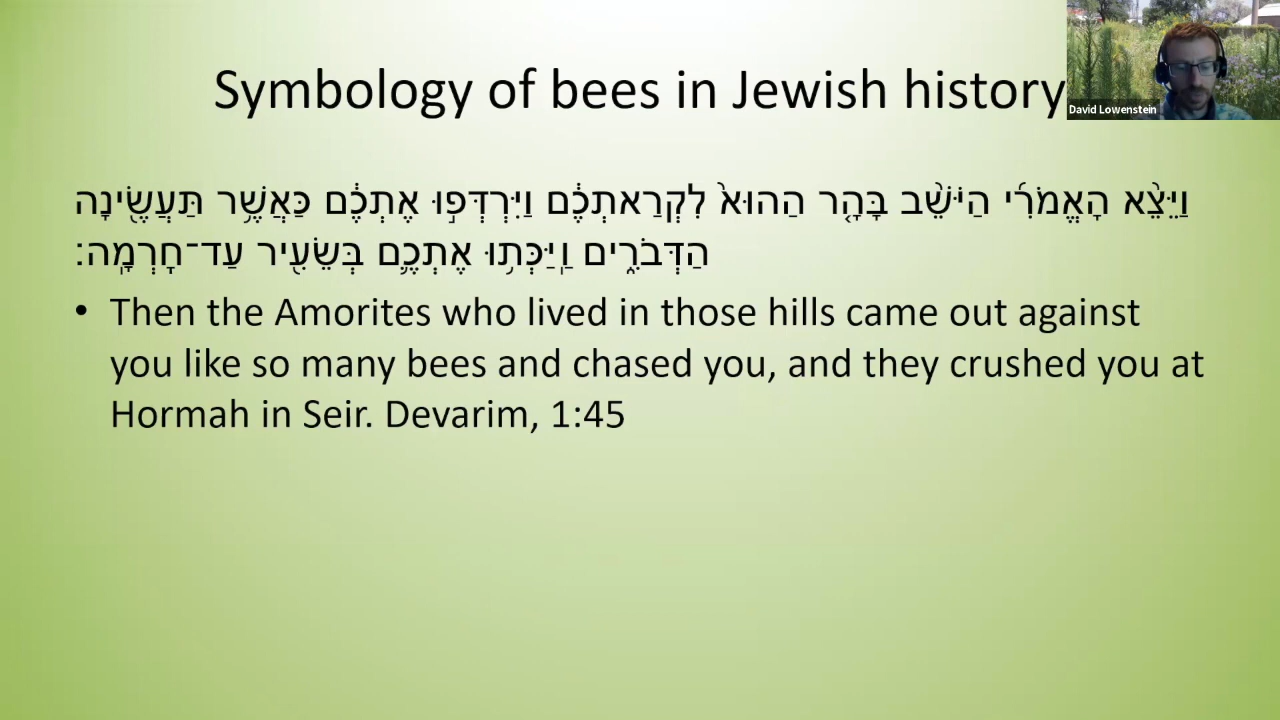 Symbology of bees in Jewish history
David Lowenstein
וַיֵּצֵ֨א הָאֱמֹרִ֜י הַיֹּשֵׁ֨ב בָּהָ֤ר הַהוּא֙ לִקְרַאתְכֶ֔ם וַיִּרְדְּפ֣וּ אֶתְכֶ֔ם כַּאֲשֶׁ֥ר תַּעֲשֶׂ֖ינָה
הַדְּבֹרִ֑ים וַֽיַּכְּת֥וּ אֶתְכֶ֛ם בְּשֵׂעִ֖יר עַד־חׇרְמָֽה׃
• Then the Amorites who lived in those hills came out against
you like so many bees and chased you, and they crushed you at
Hormah in Seir. Devarim, 1:45